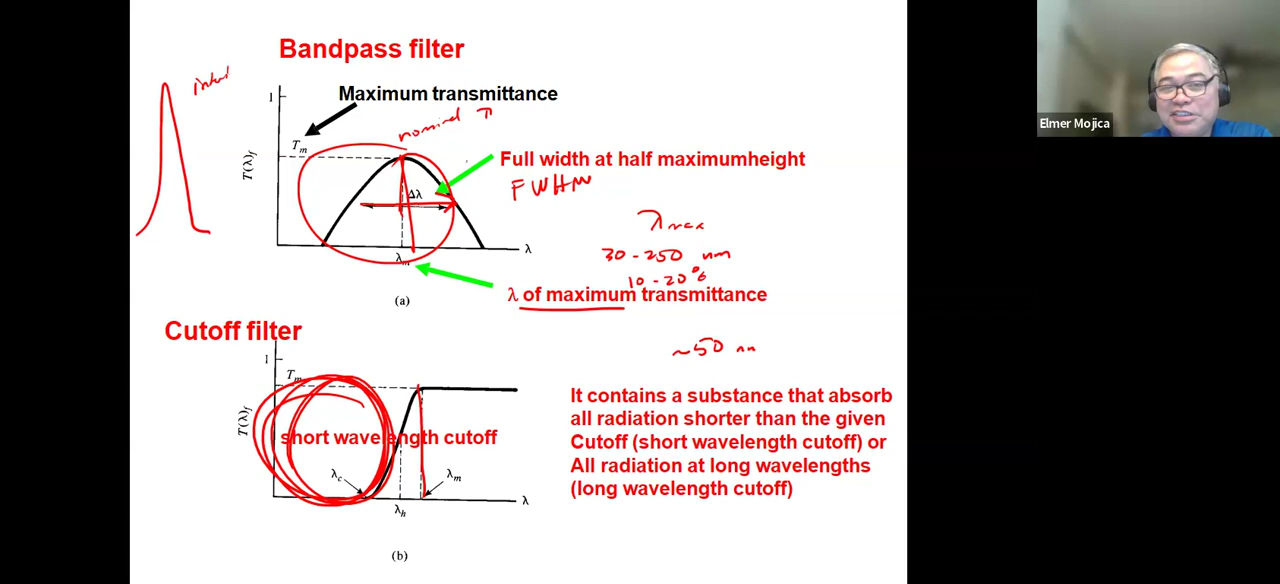 Bandpass filter
1
Maximum transmittance
nominal λ
Tm
T(λ)f
Full width at half maximumheight
FWHM
Δλ
λmax
30 - 250 nm
10 - 20%
λ
λm
λ of maximum transmittance
(a)
Cutoff filter
1
Tm
~50 nm
T(λ)f
short wavelength cutoff
λc
λm
λh
λ
(b)
It contains a substance that absorb
all radiation shorter than the given
Cutoff (short wavelength cutoff) or
All radiation at long wavelengths
(long wavelength cutoff)
Elmer Mojica